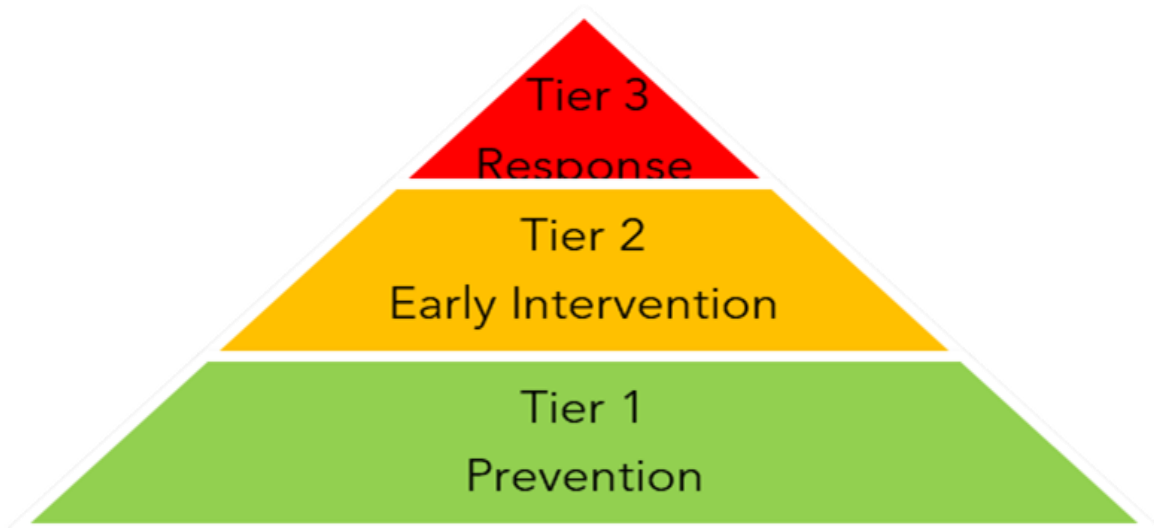 Tier 3
Response
Tier 2
Early Intervention
Tier 1
Prevention